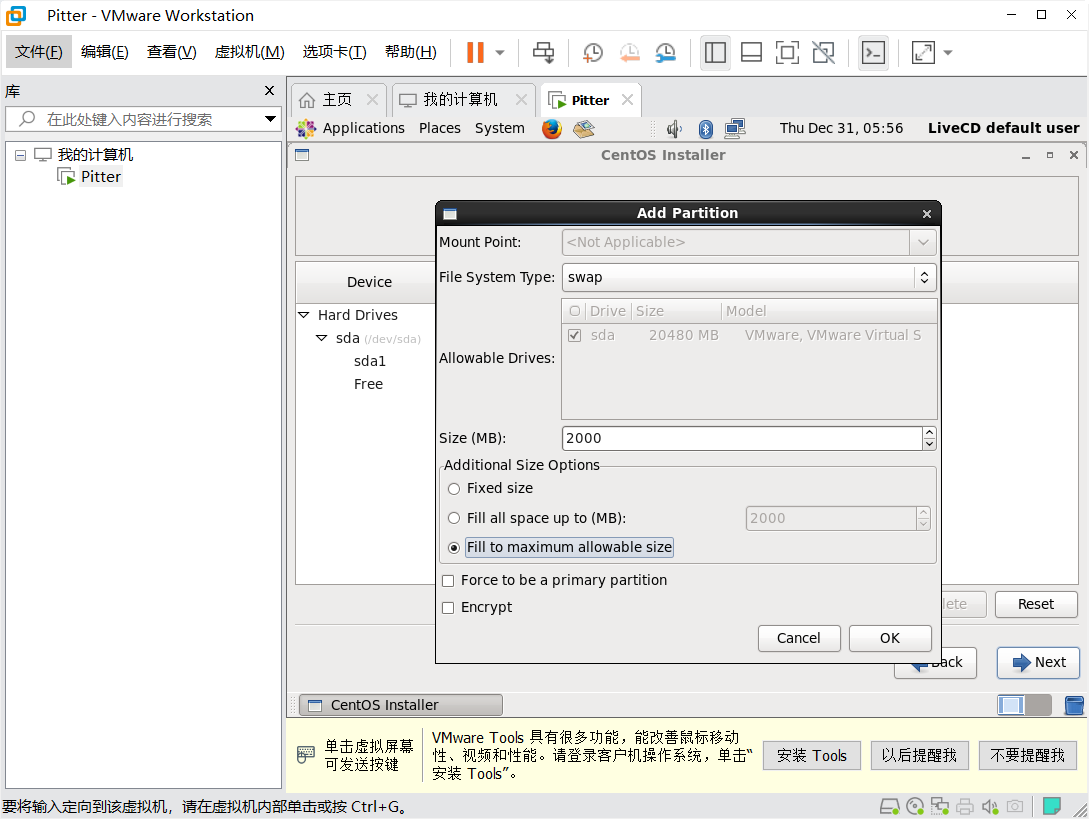 Pitter - VMware Workstation
文件(F) 编辑(E) 查看(V) 虚拟机(M) 选项卡(T) 帮助(H)
库
在此处键入内容进行搜索
我的计算机
Pitter
主页 我的计算机 Pitter
Applications Places System Thu Dec 31, 05:56 LiveCD default user
CentOS Installer
Device
Hard Drives
sda (/dev/sda)
sda1
Free
Add Partition
Mount Point: <Not Applicable>
File System Type: swap
Allowable Drives:
Drive Size Model
sda 20480 MB VMware, VMware Virtual S
Size (MB): 2000
Additional Size Options
Fixed size
Fill all space up to (MB): 2000
Fill to maximum allowable size
Force to be a primary partition
Encrypt
Cancel OK
Reset
Back Next
CentOS Installer
单击虚拟屏幕
可发送按键
VMware Tools 具有很多功能，能改善鼠标移动
性、视频和性能。请登录客户机操作系统，单击“
安装 Tools”。
安装 Tools 以后提醒我 不要提醒我
要将输入定向到该虚拟机，请在虚拟机内部单击或按 Ctrl+G。